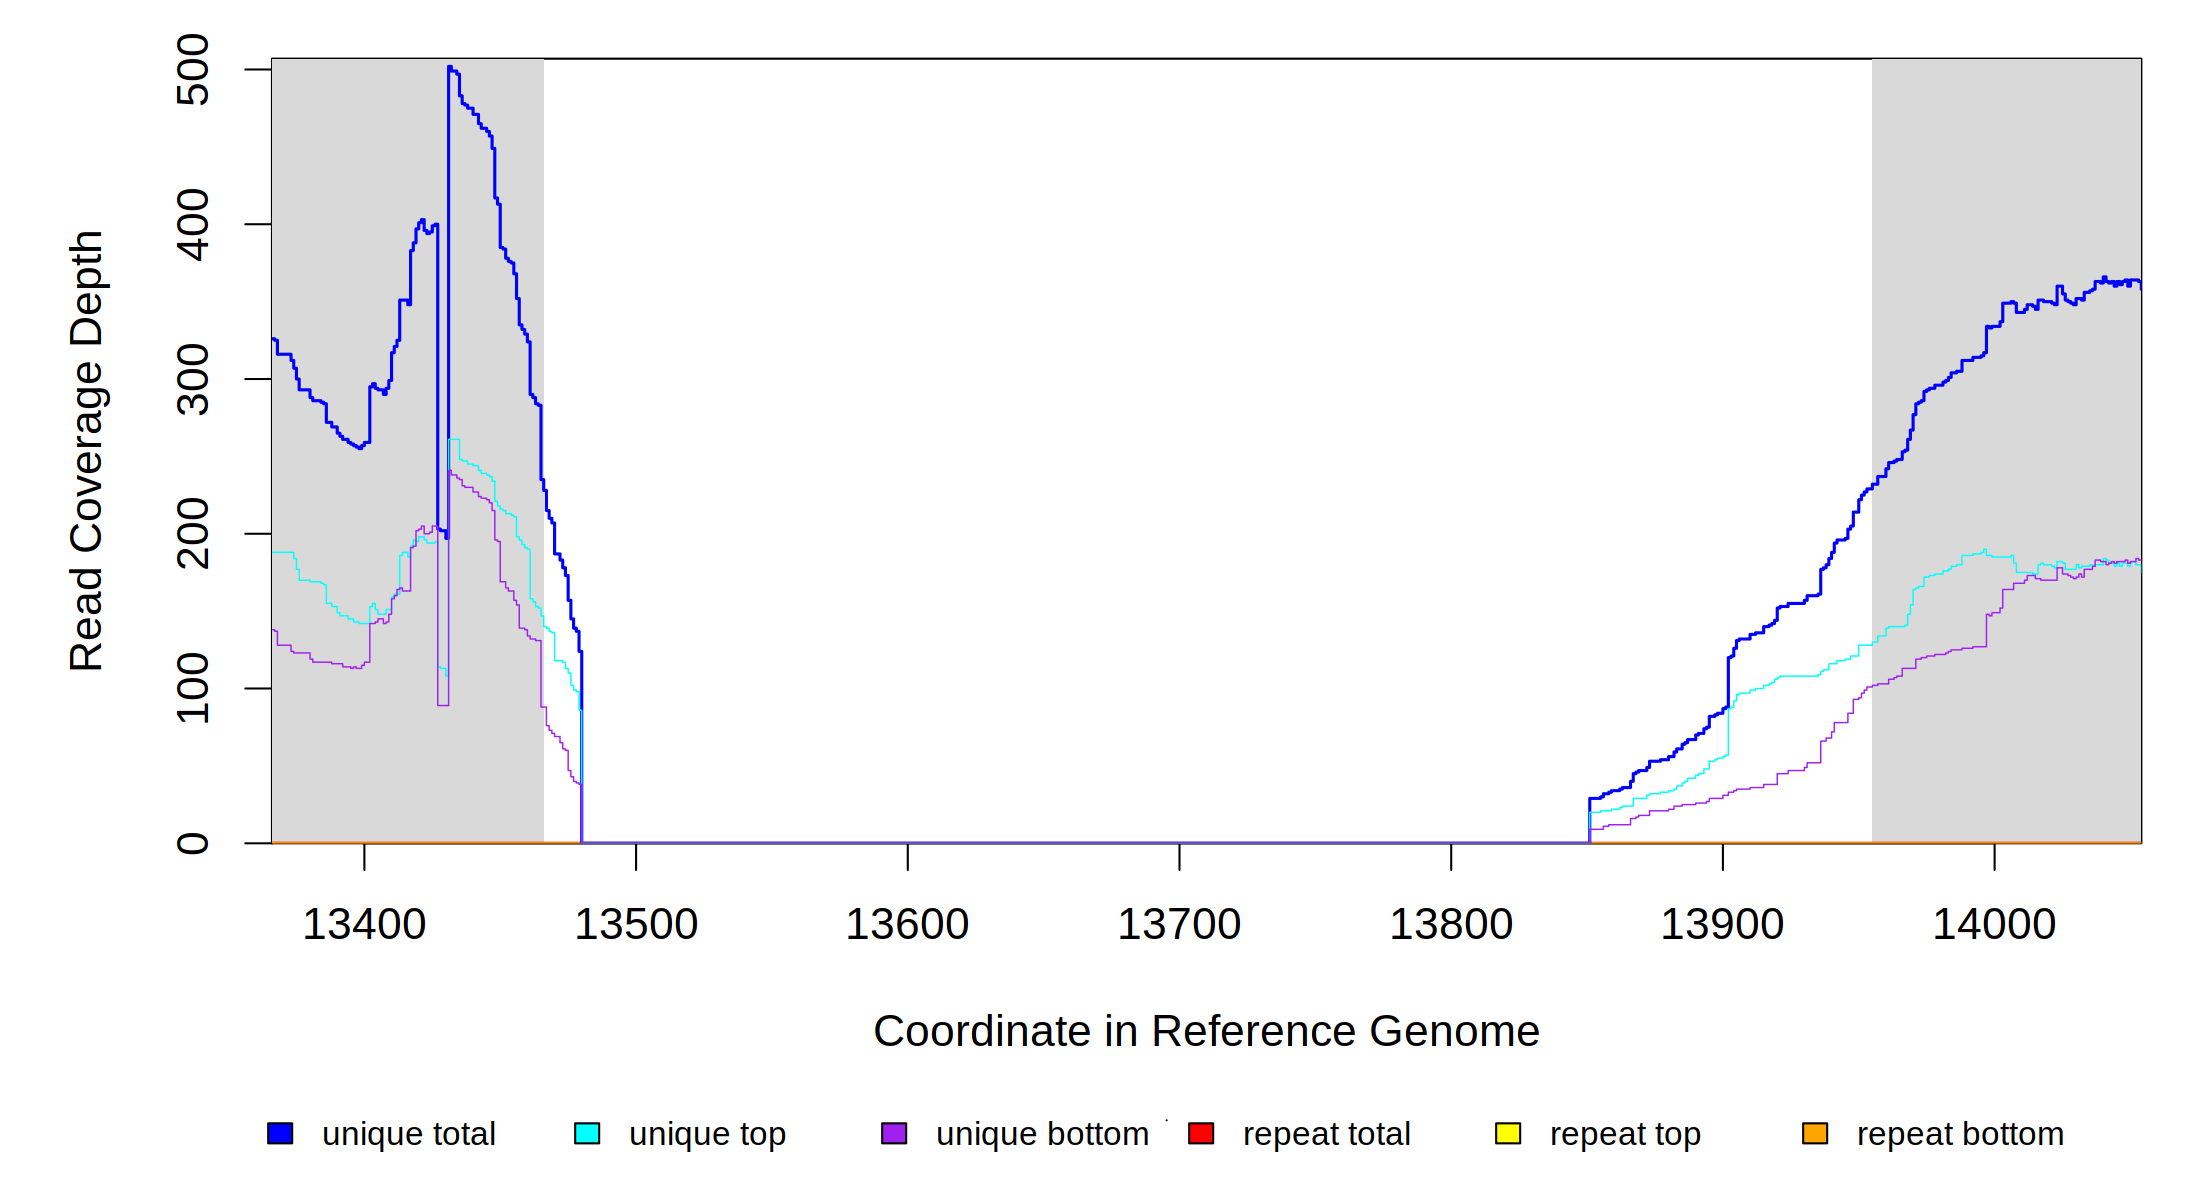 Read Coverage Depth
500
400
300
200
100
0
13400 13500 13600 13700 13800 13900 14000
Coordinate in Reference Genome
unique total unique top unique bottom repeat total repeat top repeat bottom